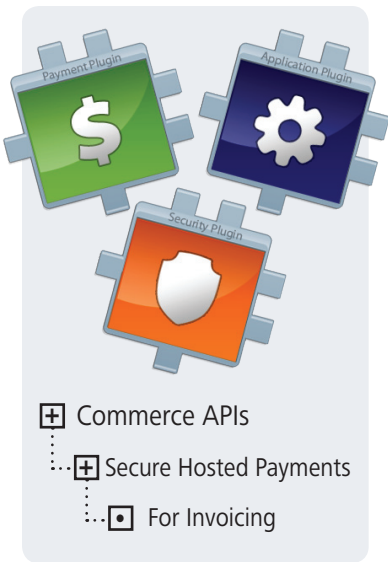 Payment Plugin
Application Plugin
$
Security Plugin
Commerce APIs
Secure Hosted Payments
For Invoicing